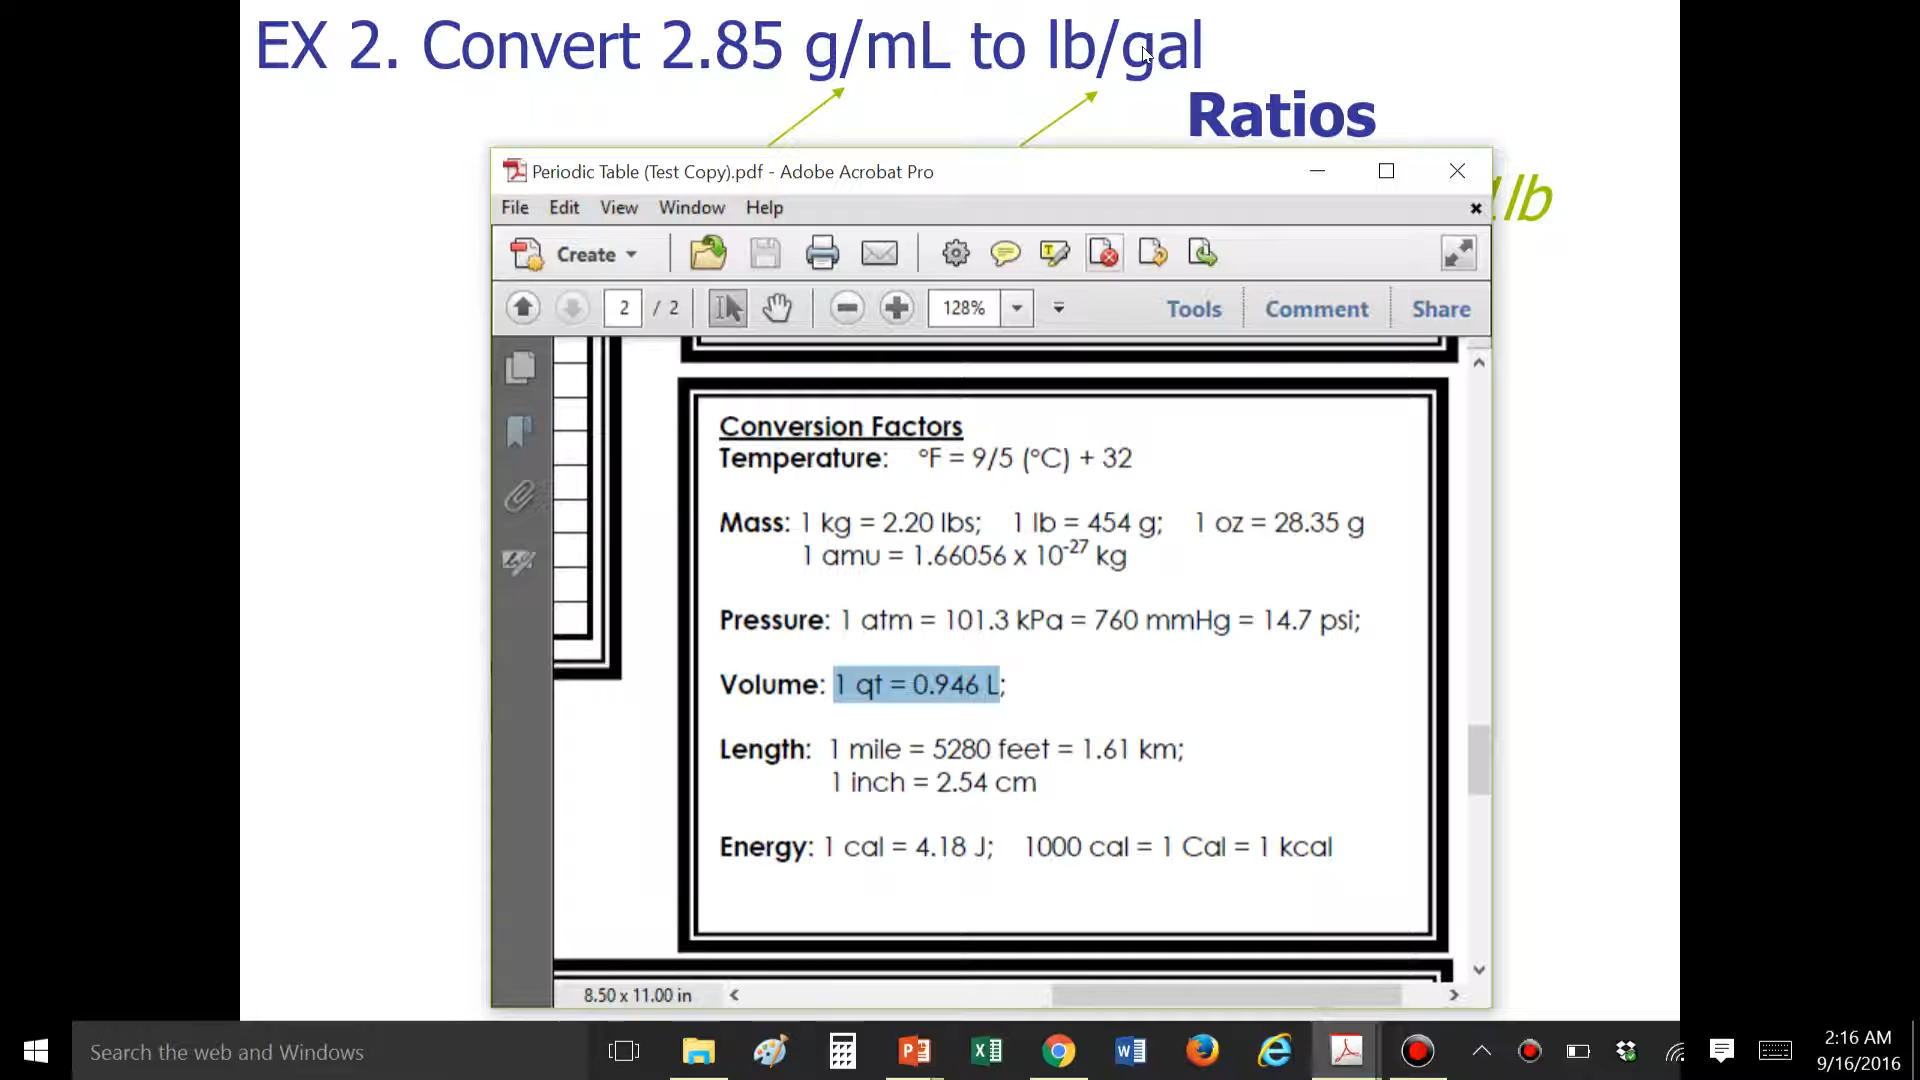 EX 2. Convert 2.85 g/mL to lb/gal
Ratios
1lb
Periodic Table (Test Copy).pdf - Adobe Acrobat Pro
File Edit View Window Help
Create
2 / 2 128% Tools Comment Share
Conversion Factors
Temperature: °F = 9/5 (°C) + 32
Mass: 1 kg = 2.20 lbs; 1 lb = 454 g; 1 oz = 28.35 g
1 amu = 1.66056 x 10⁻²⁷ kg
Pressure: 1 atm = 101.3 kPa = 760 mmHg = 14.7 psi;
Volume: 1 qt = 0.946 L;
Length: 1 mile = 5280 feet = 1.61 km;
1 inch = 2.54 cm
Energy: 1 cal = 4.18 J; 1000 cal = 1 Cal = 1 kcal
8.50 x 11.00 in
Search the web and Windows
2:16 AM
9/16/2016